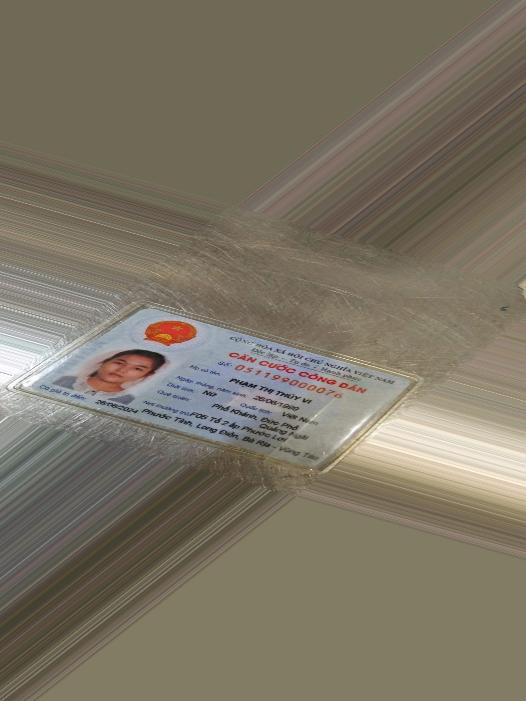 CỘNG HÒA XÃ HỘI CHỦ NGHĨA VIỆT NAM
Độc lập - Tự do - Hạnh phúc
CĂN CƯỚC CÔNG DÂN
Số: 051199000076
Họ và tên:
PHẠM THỊ THÚY VI
Ngày, tháng, năm sinh: 26/06/1999
Giới tính: Nữ Quốc tịch: Việt Nam
Quê quán: Phổ Khánh, Đức Phổ
Quảng Ngãi
Nơi thường trú: F05 Tổ 2 Ấp Phước Lợi
Có giá trị đến: 26/06/2024 Phước Tỉnh, Long Điền, Bà Rịa - Vũng Tàu